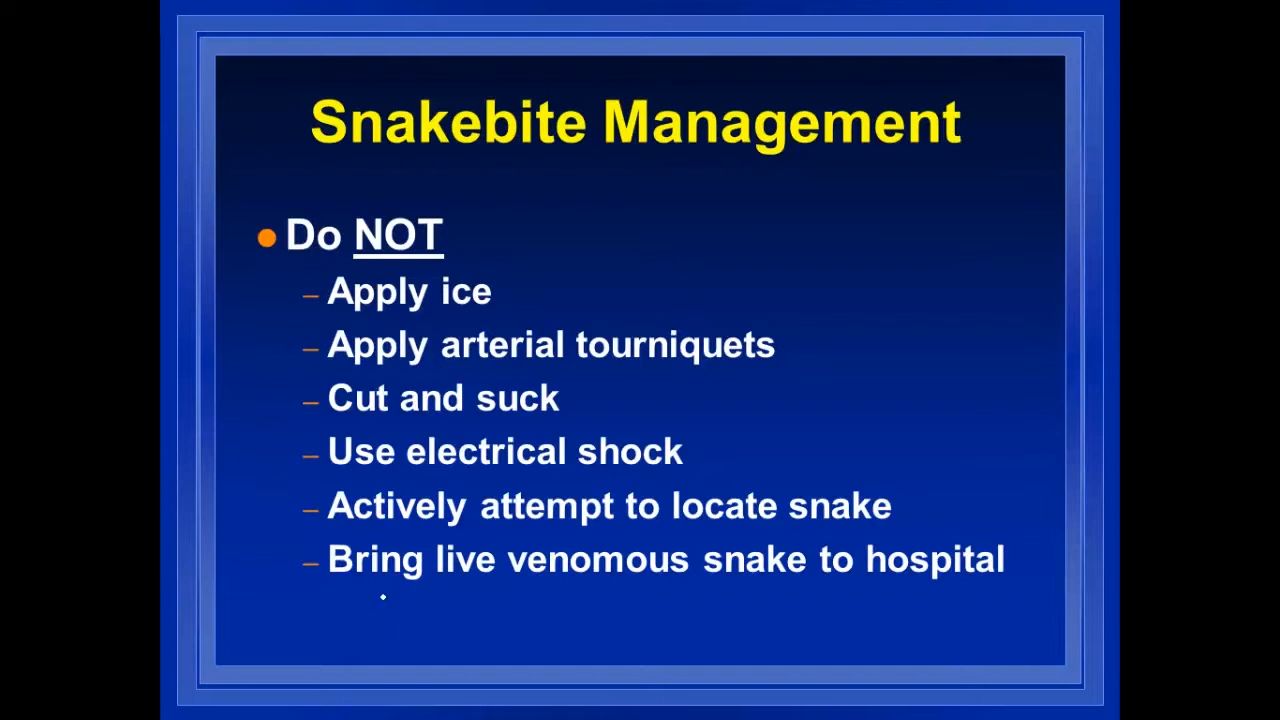 Snakebite Management
Do NOT
– Apply ice
– Apply arterial tourniquets
– Cut and suck
– Use electrical shock
– Actively attempt to locate snake
– Bring live venomous snake to hospital